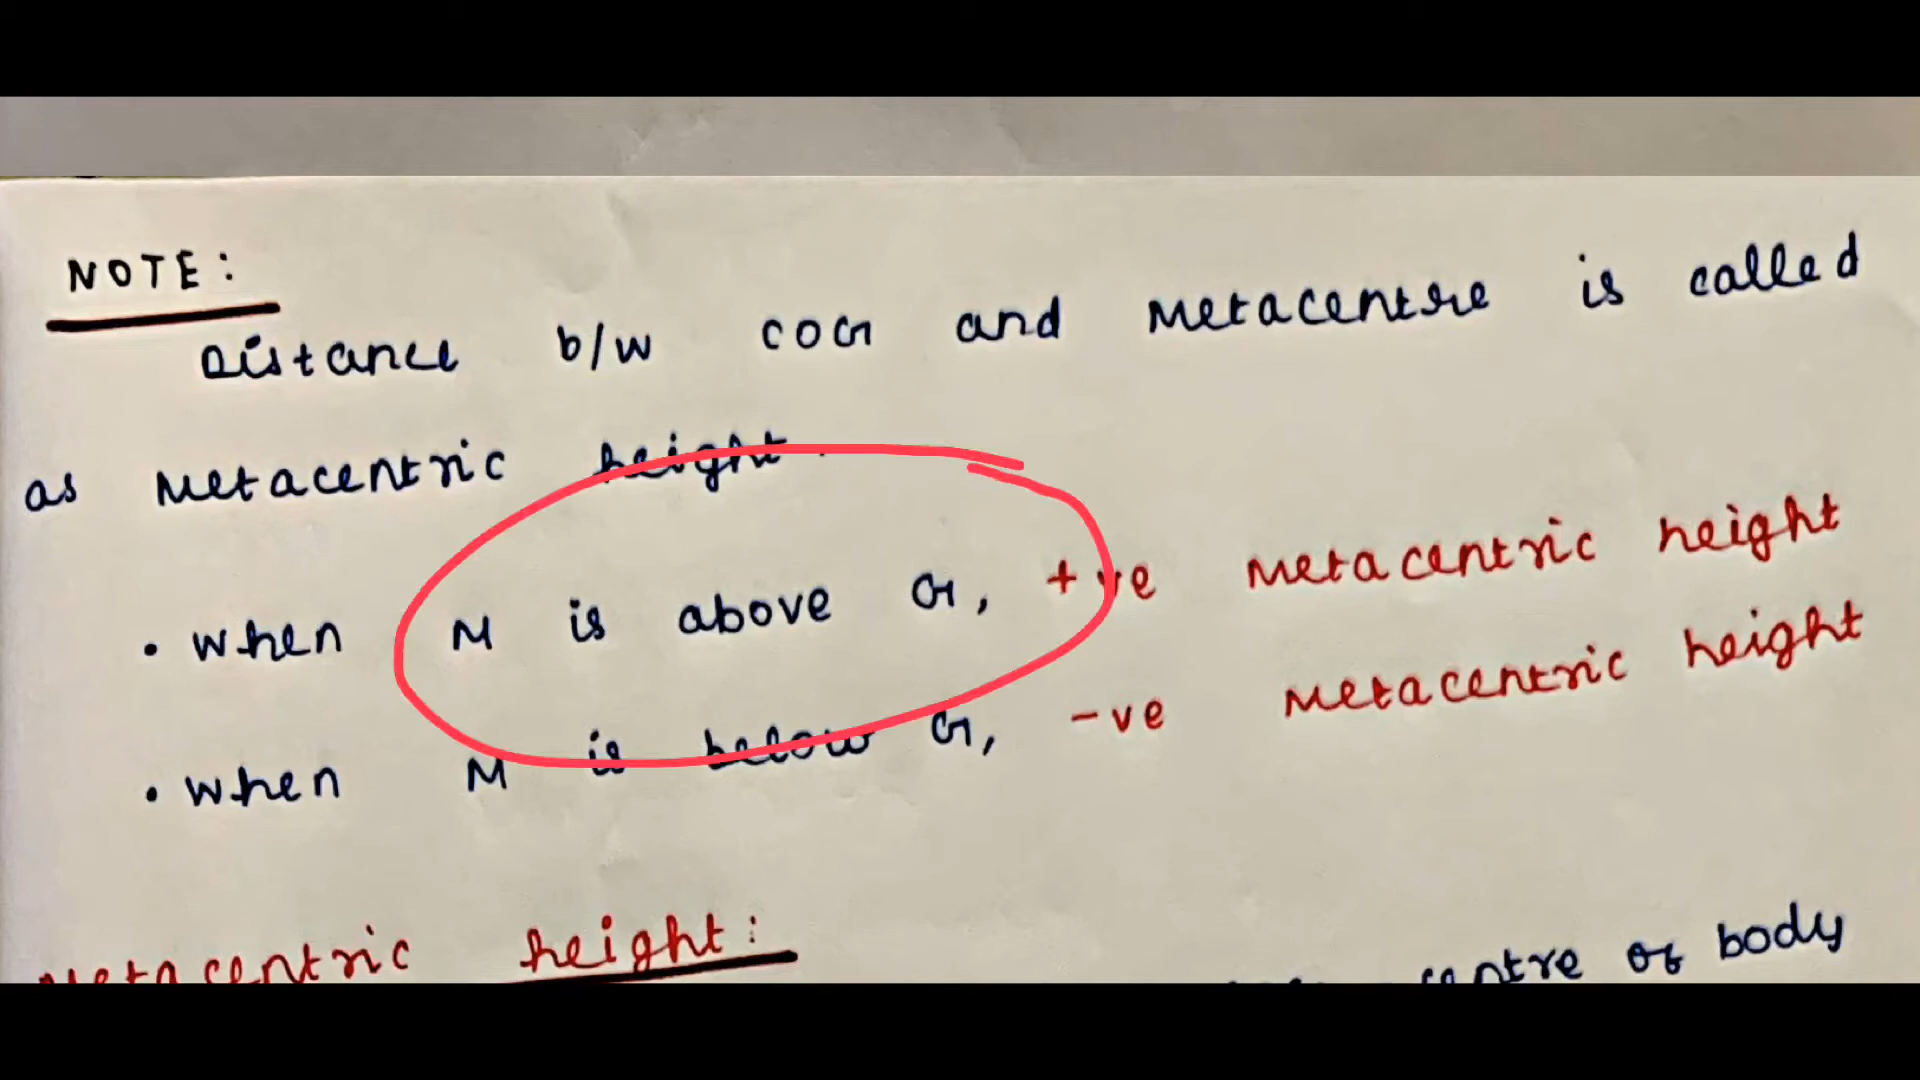 NOTE:
Distance b/w COG and Metacentre is called
as Metacentric height.
• when M is above G, +ve Metacentric height
• when M is below G, -ve Metacentric height
Metacentric height:
centre of body